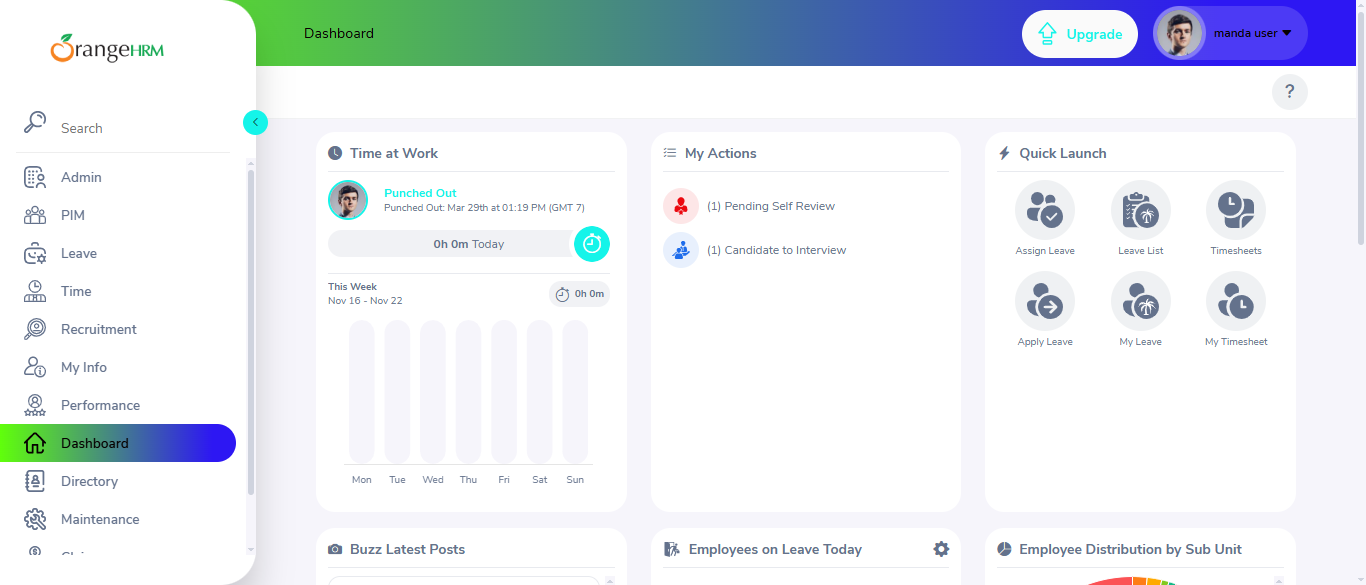 OrangeHRM
Dashboard
Upgrade
manda user
?
Search
Admin
PIM
Leave
Time
Recruitment
My Info
Performance
Dashboard
Directory
Maintenance
Time at Work
Punched Out
Punched Out: Mar 29th at 01:19 PM (GMT 7)
0h 0m Today
This Week
Nov 16 - Nov 22
0h 0m
Mon Tue Wed Thu Fri Sat Sun
My Actions
(1) Pending Self Review
(1) Candidate to Interview
Quick Launch
Assign Leave Leave List Timesheets
Apply Leave My Leave My Timesheet
Buzz Latest Posts
Employees on Leave Today
Employee Distribution by Sub Unit